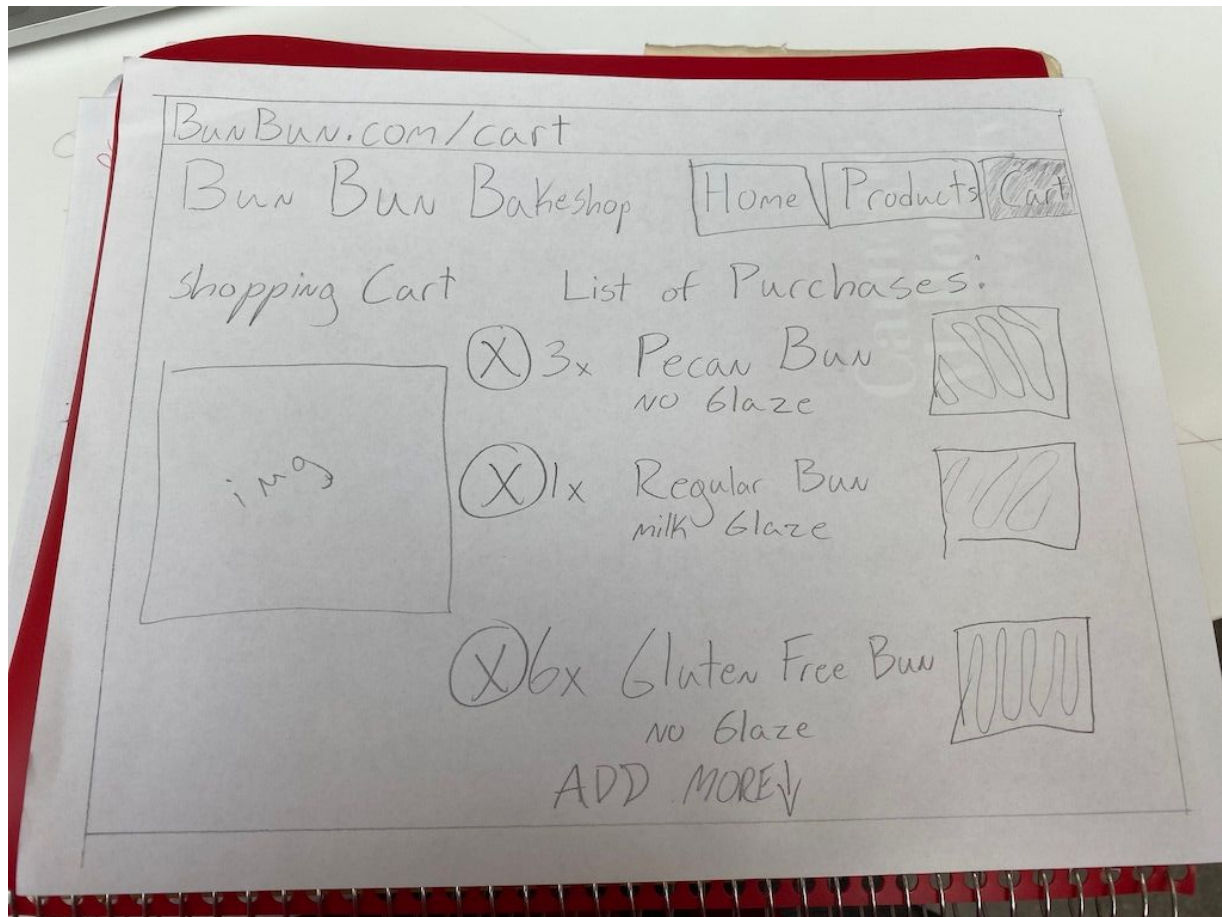 BunBun.com/cart
Bun Bun Bakeshop Home Products Cart
Shopping Cart List of Purchases:
X 3x Pecan Bun
No Glaze
img
X 1x Regular Bun
milk Glaze
X 6x Gluten Free Bun
No Glaze
ADD MORE↓